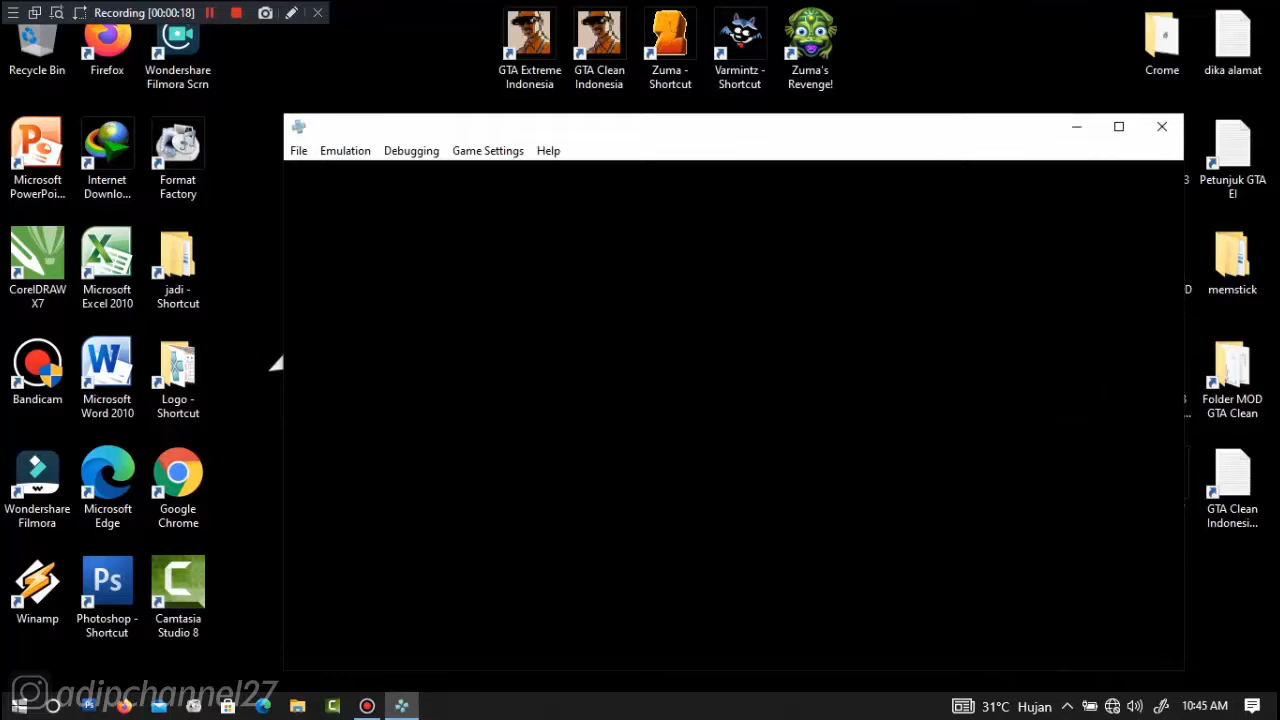 Recording [00:00:18]
Recycle Bin
Firefox
Wondershare
Filmora Scrn
GTA Extreme
Indonesia
GTA Clean
Indonesia
Zuma -
Shortcut
Varmintz -
Shortcut
Zuma's
Revenge!
Crome
dika alamat
File Emulation Debugging Game Settings Help
Microsoft
PowerPoi...
Internet
Downlo...
Format
Factory
3
Petunjuk GTA
EI
CorelDRAW
X7
Microsoft
Excel 2010
jadi -
Shortcut
D
memstick
Bandicam
Microsoft
Word 2010
Logo -
Shortcut
3
...
Folder MOD
GTA Clean
Wondershare
Filmora
Microsoft
Edge
Google
Chrome
GTA Clean
Indonesi...
Winamp
Photoshop -
Shortcut
Camtasia
Studio 8
adipchannel27
31°C Hujan 10:45 AM